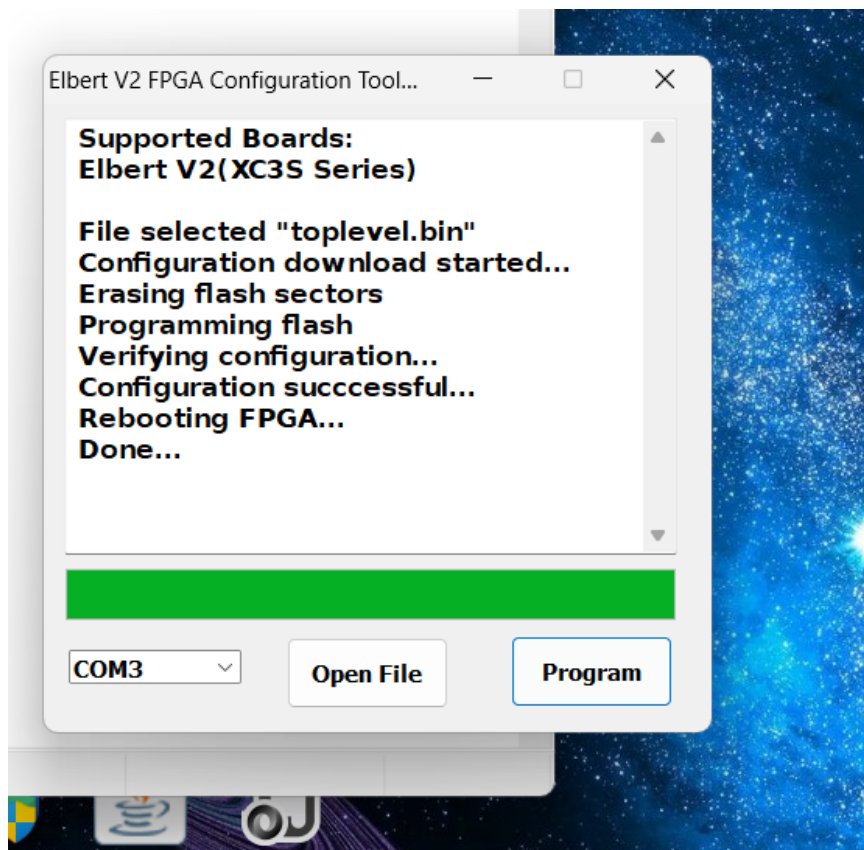 Elbert V2 FPGA Configuration Tool...
Supported Boards:
Elbert V2(XC3S Series)
File selected "toplevel.bin"
Configuration download started...
Erasing flash sectors
Programming flash
Verifying configuration...
Configuration succcessful...
Rebooting FPGA...
Done...
COM3
Open File
Program